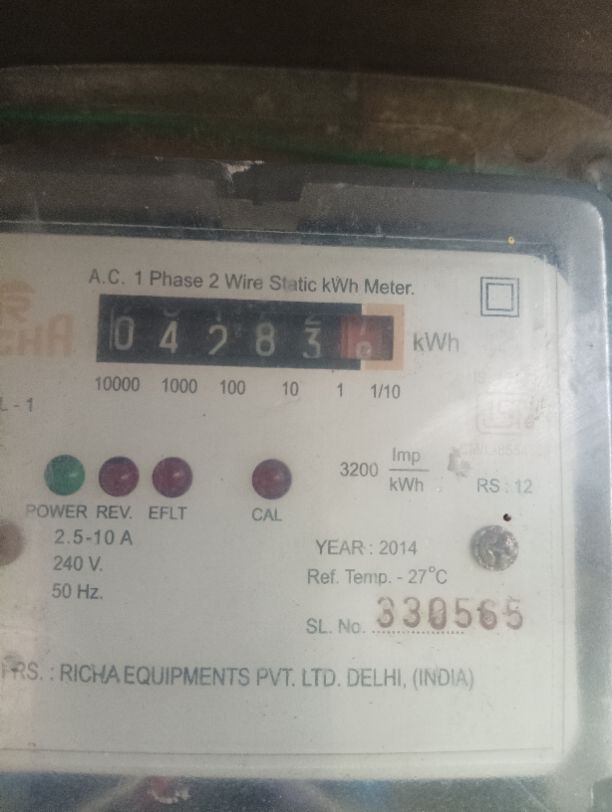 A.C. 1 Phase 2 Wire Static kWh Meter.
0 4 2 8 3 kWh
10000 1000 100 10 1 1/10
L - 1
3200 Imp/kWh
RS : 12
POWER REV. EFLT CAL
2.5-10 A
240 V.
50 Hz.
YEAR : 2014
Ref. Temp. - 27°C
SL. No. 330565
RS. : RICHA EQUIPMENTS PVT. LTD. DELHI, (INDIA)